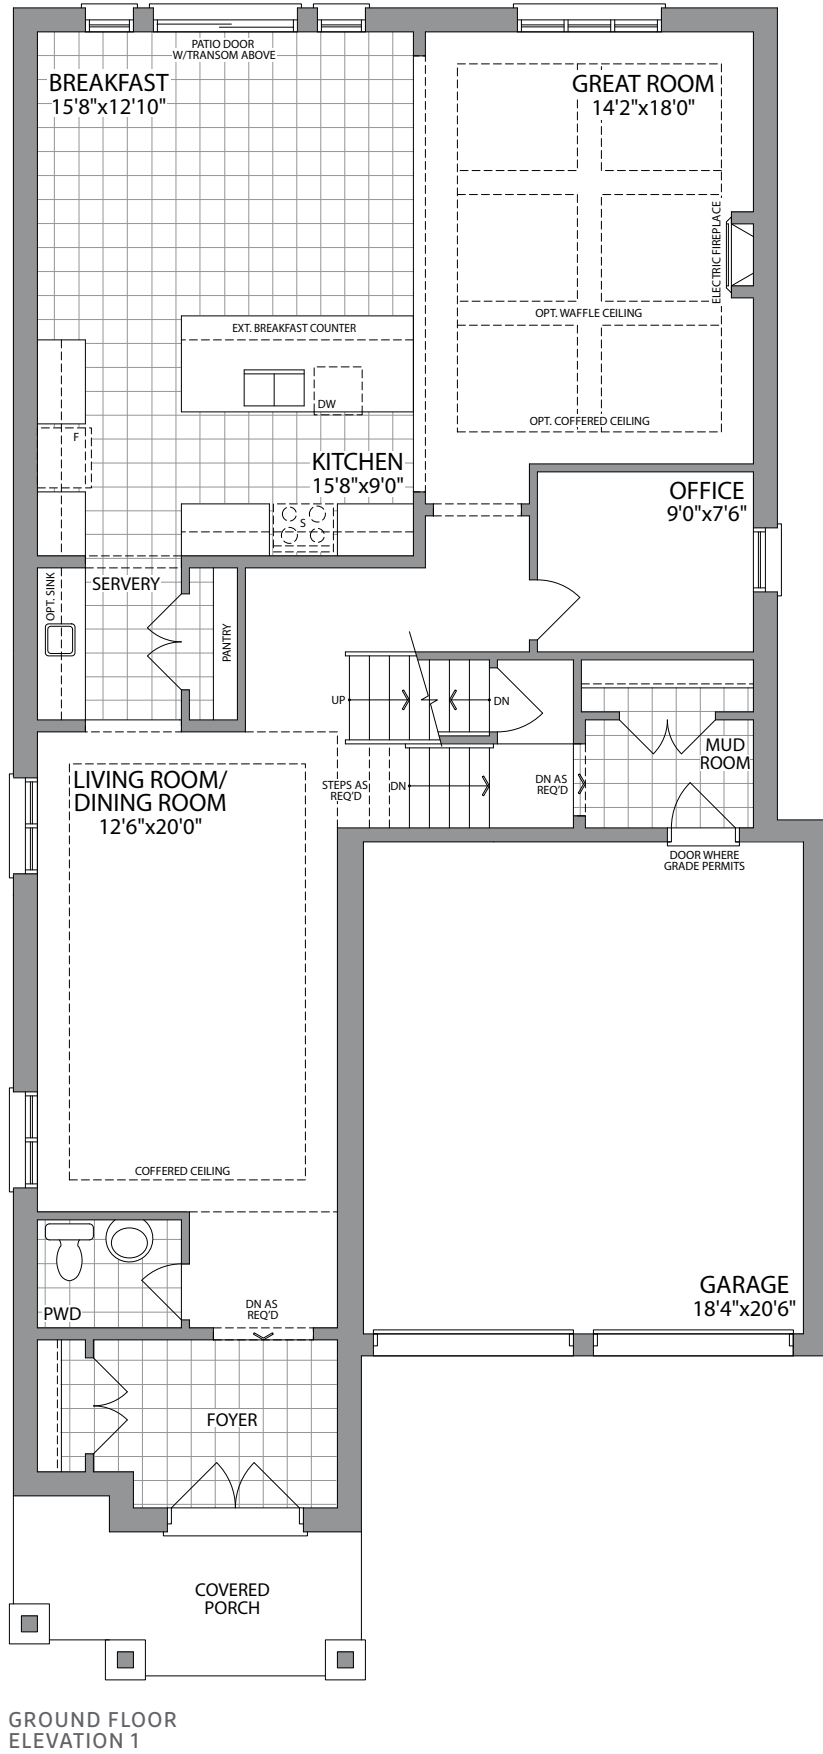 PATIO DOOR
W/TRANSOM ABOVE
BREAKFAST
15'8"x12'10"
GREAT ROOM
14'2"x18'0"
ELECTRIC FIREPLACE
OPT. WAFFLE CEILING
EXT. BREAKFAST COUNTER
DW
OPT. COFFERED CEILING
F
KITCHEN
15'8"x9'0"
S
OFFICE
9'0"x7'6"
OPT. SINK
SERVERY
PANTRY
UP
DN
MUD
ROOM
LIVING ROOM/
DINING ROOM
12'6"x20'0"
STEPS AS
REQ'D
DN
DN AS
REQ'D
DOOR WHERE
GRADE PERMITS
COFFERED CEILING
GARAGE
18'4"x20'6"
PWD
DN AS
REQ'D
FOYER
COVERED
PORCH
GROUND FLOOR
ELEVATION 1